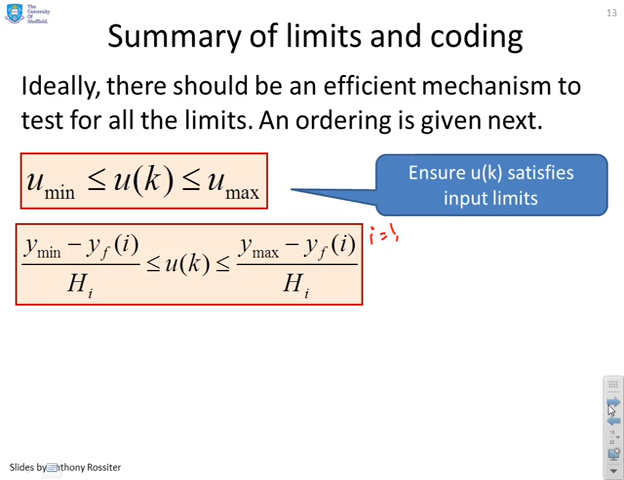 The
University
Of
Sheffield.
13
Summary of limits and coding
Ideally, there should be an efficient mechanism to
test for all the limits. An ordering is given next.
u_min ≤ u(k) ≤ u_max
Ensure u(k) satisfies
input limits
(y_min − y_f(i)) / H_i ≤ u(k) ≤ (y_max − y_f(i)) / H_i
i=1,
Slides by Anthony Rossiter